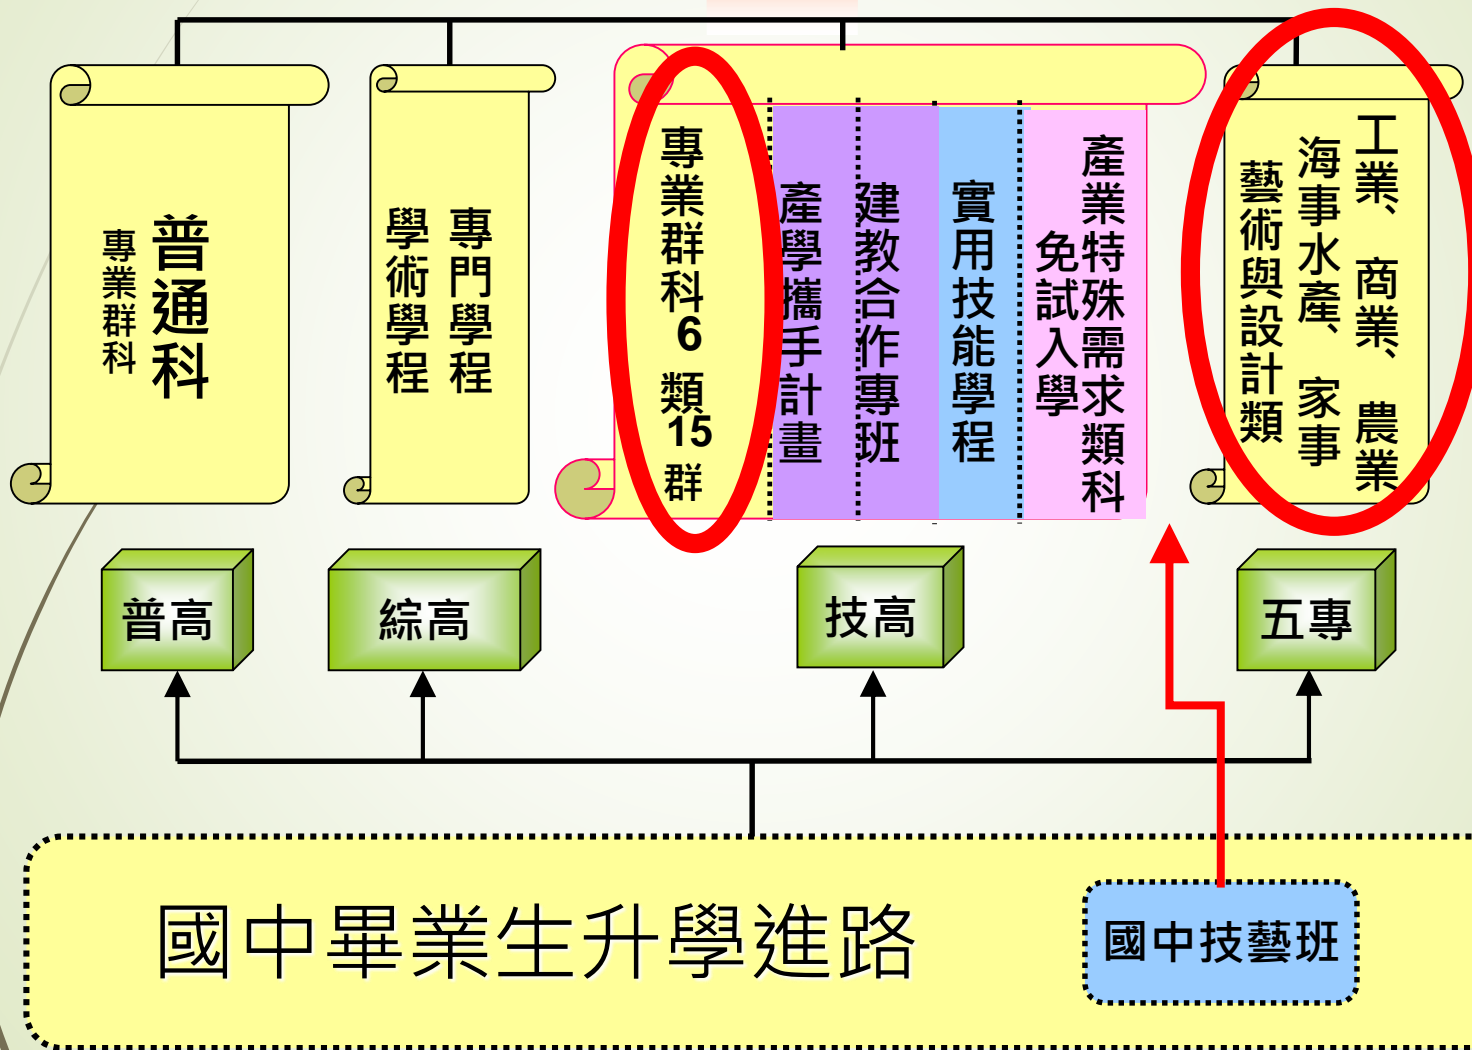 普通科
專業群科
專門學程
學術學程
專業群科6類15群
產學攜手計畫
建教合作專班
實用技能學程
產業特殊需求類科
免試入學
工業、商業、農業
海事水產、家事
藝術與設計類
普高
綜高
技高
五專
國中畢業生升學進路
國中技藝班